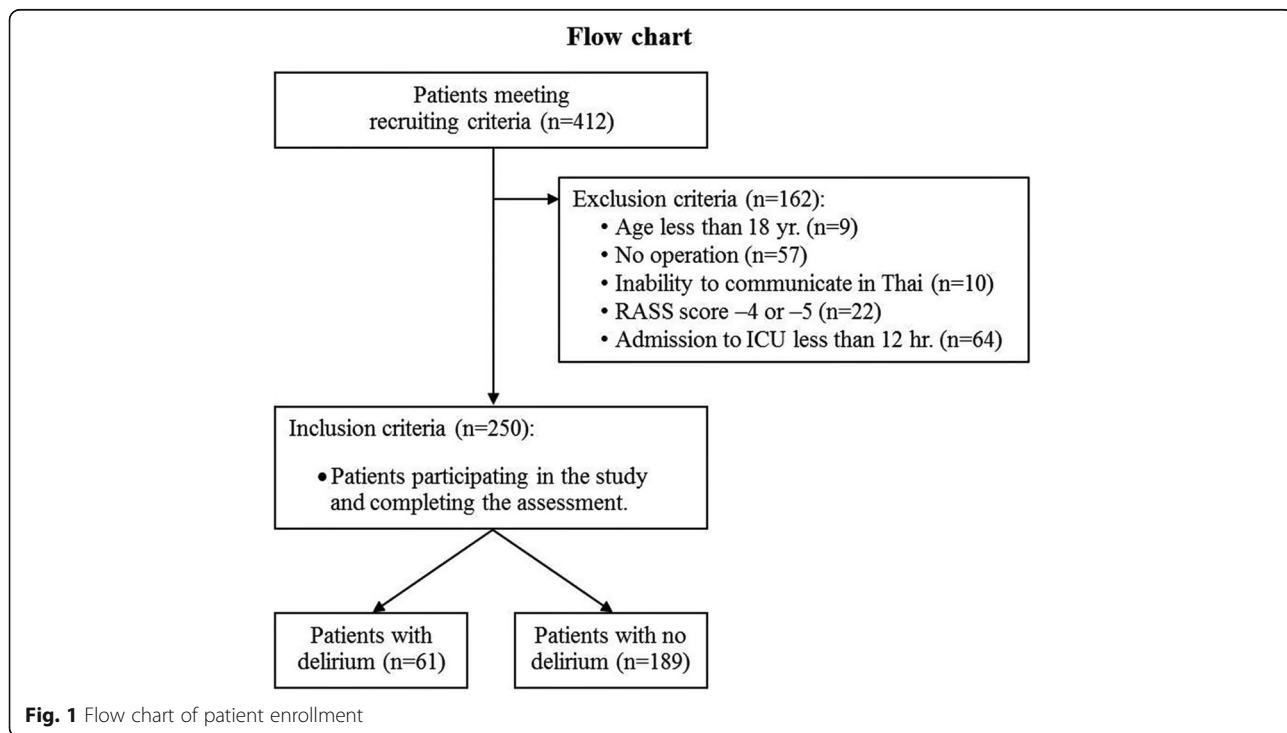 Flow chart
Patients meeting
recruiting criteria (n=412)
Exclusion criteria (n=162):
• Age less than 18 yr. (n=9)
• No operation (n=57)
• Inability to communicate in Thai (n=10)
• RASS score –4 or –5 (n=22)
• Admission to ICU less than 12 hr. (n=64)
Inclusion criteria (n=250):
• Patients participating in the study
and completing the assessment.
Patients with
delirium (n=61)
Patients with no
delirium (n=189)
Fig. 1 Flow chart of patient enrollment